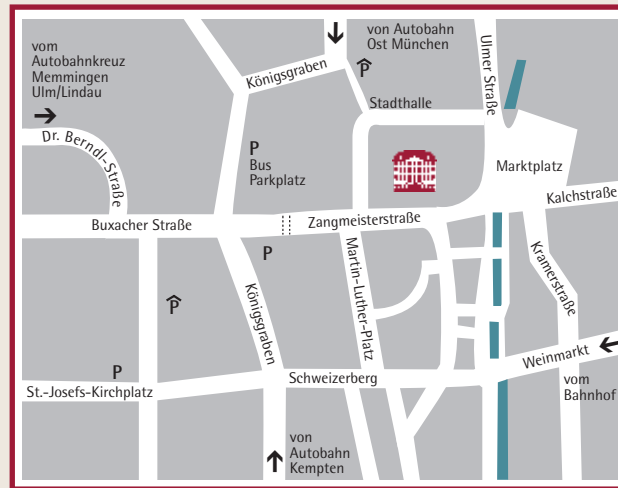 vom
Autobahnkreuz
Memmingen
Ulm/Lindau
von Autobahn
Ost München
Ulmer Straße
Königsgraben
P
Stadthalle
Dr. Berndl-Straße
P
Bus
Parkplatz
Marktplatz
Kalchstraße
Buxacher Straße
Zangmeisterstraße
P
Martin-Luther-Platz
Kramerstraße
Königsgraben
P
Weinmarkt
P
Schweizerberg
St.-Josefs-Kirchplatz
vom
Bahnhof
von
Autobahn
Kempten